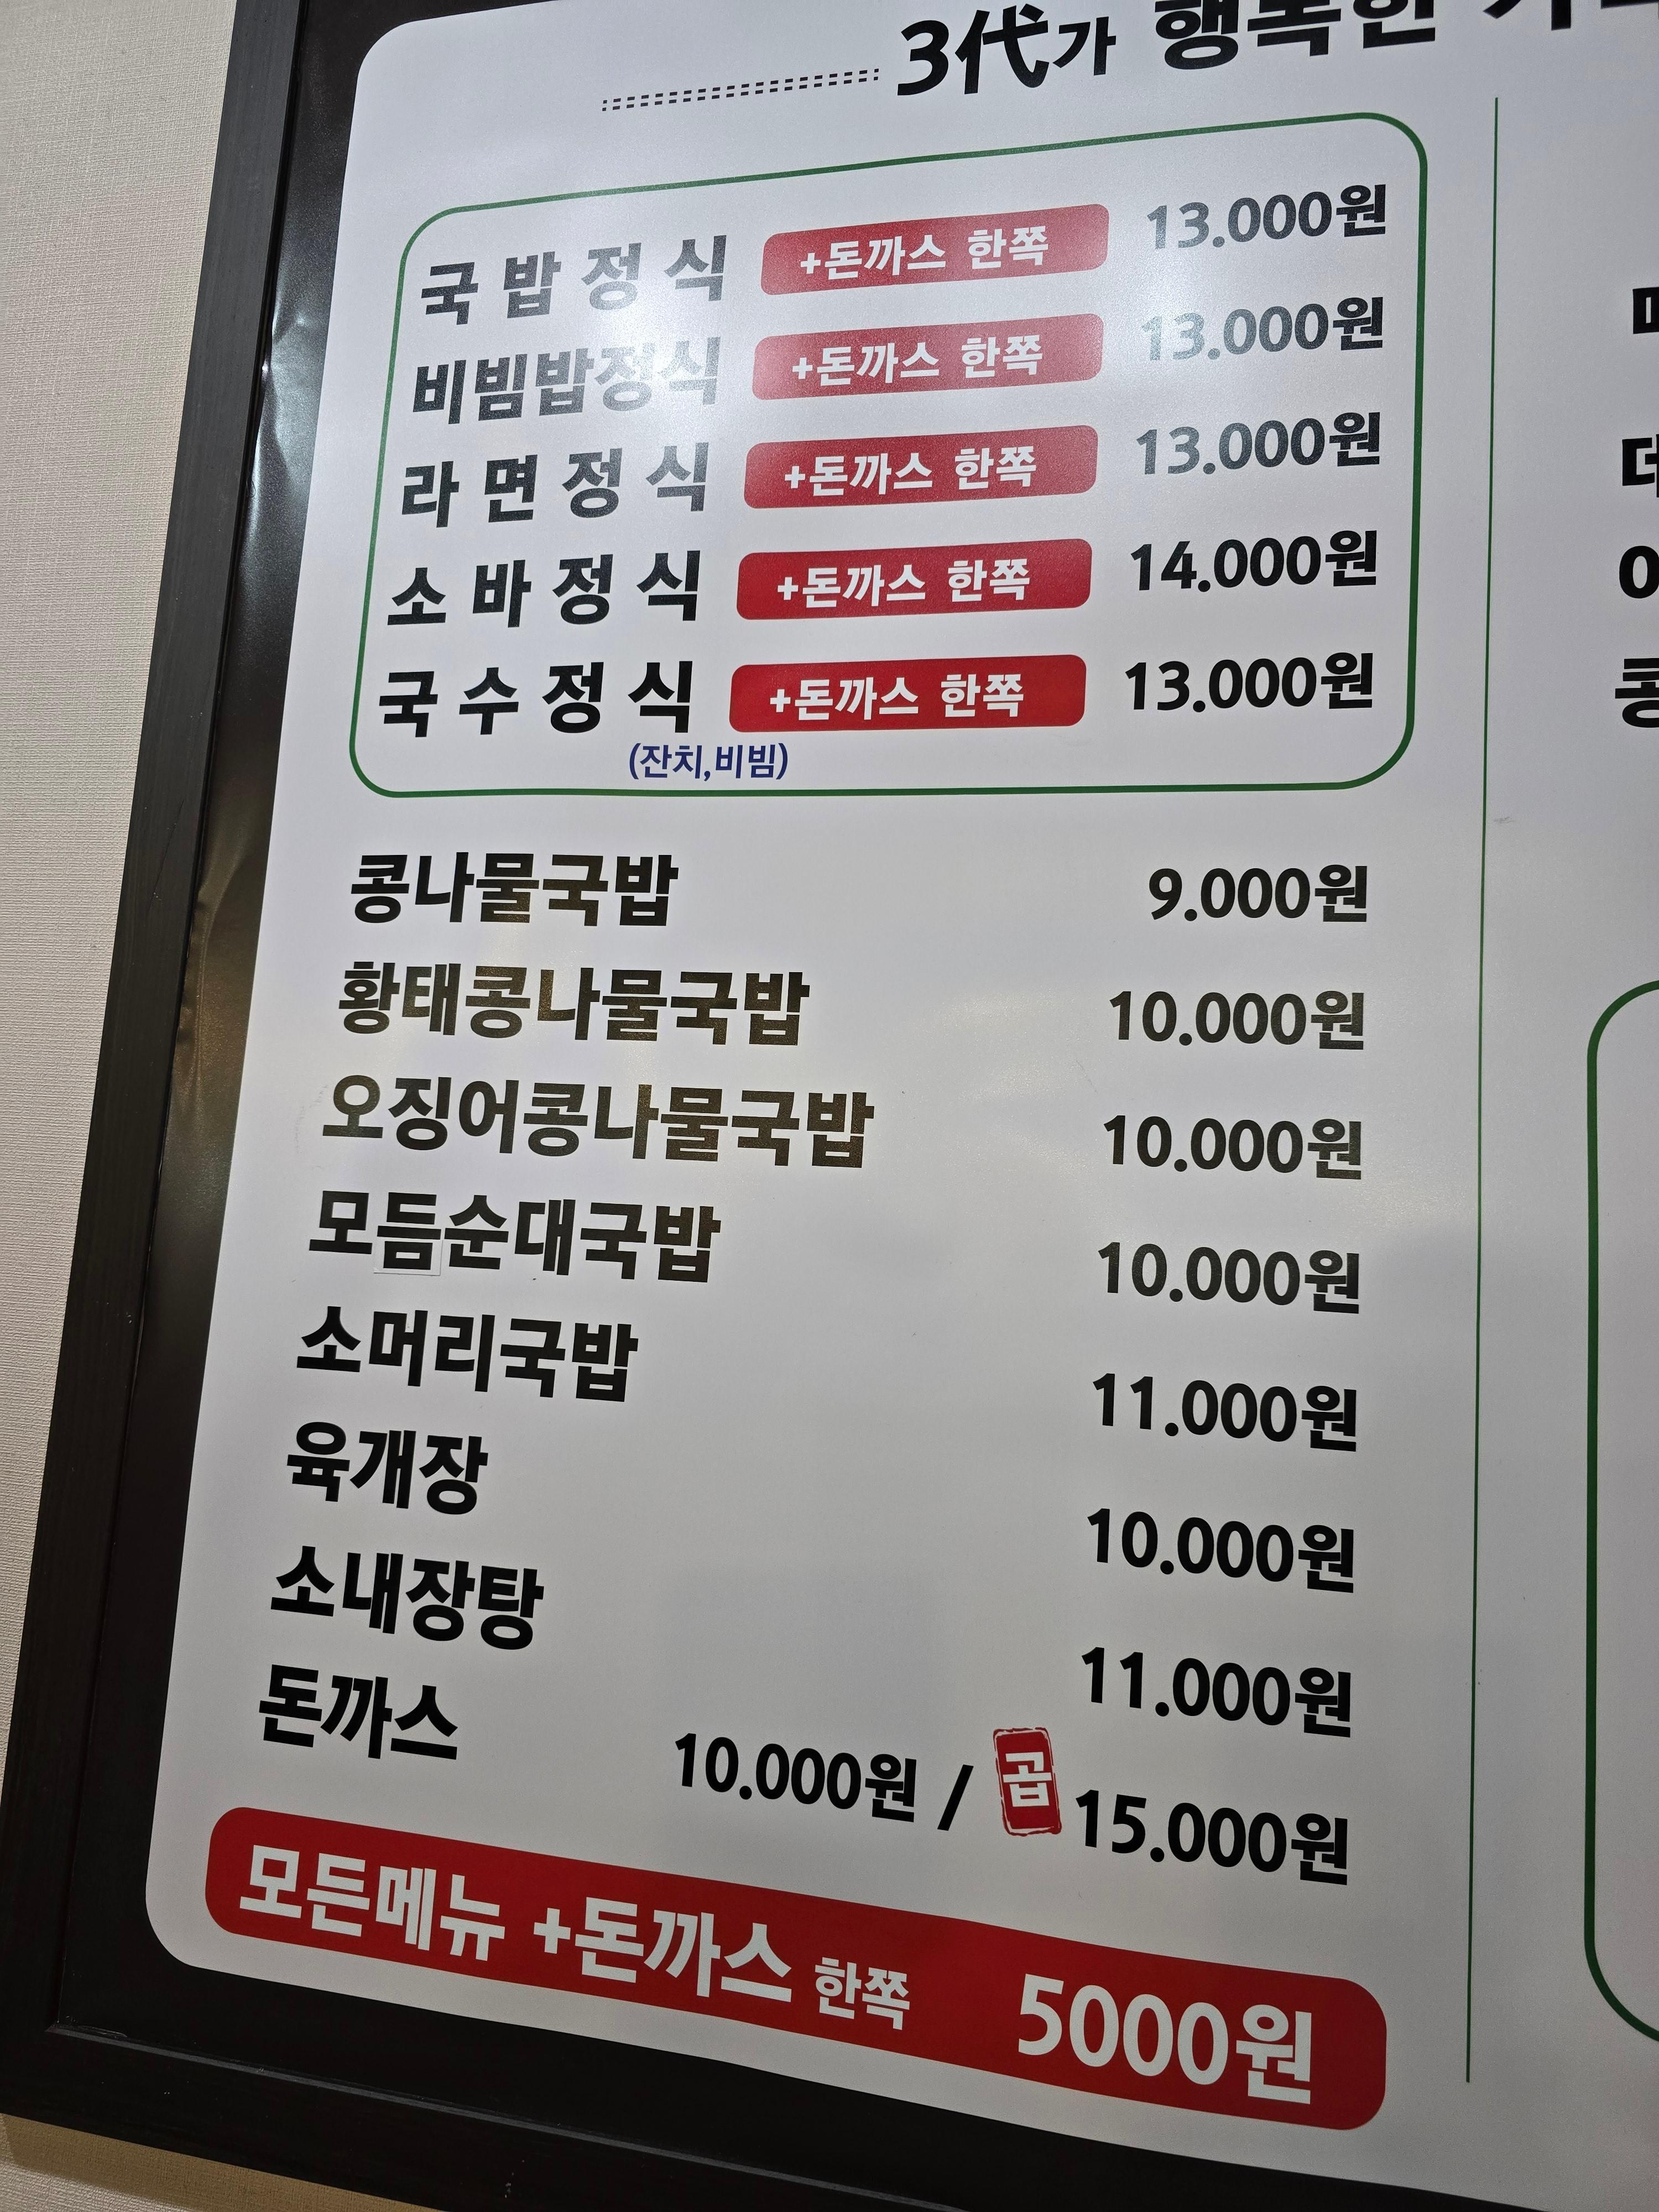 3代가 행복한
국밥정식 +돈까스 한쪽 13.000원
비빔밥정식 +돈까스 한쪽 13.000원
라면정식 +돈까스 한쪽 13.000원
소바정식 +돈까스 한쪽 14.000원
국수정식 +돈까스 한쪽 13.000원
(잔치,비빔)
콩나물국밥 9.000원
황태콩나물국밥 10.000원
오징어콩나물국밥 10.000원
모듬순대국밥 10.000원
소머리국밥 11.000원
육개장 10.000원
소내장탕 11.000원
돈까스 10.000원 / 곱 15.000원
모든메뉴 +돈까스 한쪽 5000원